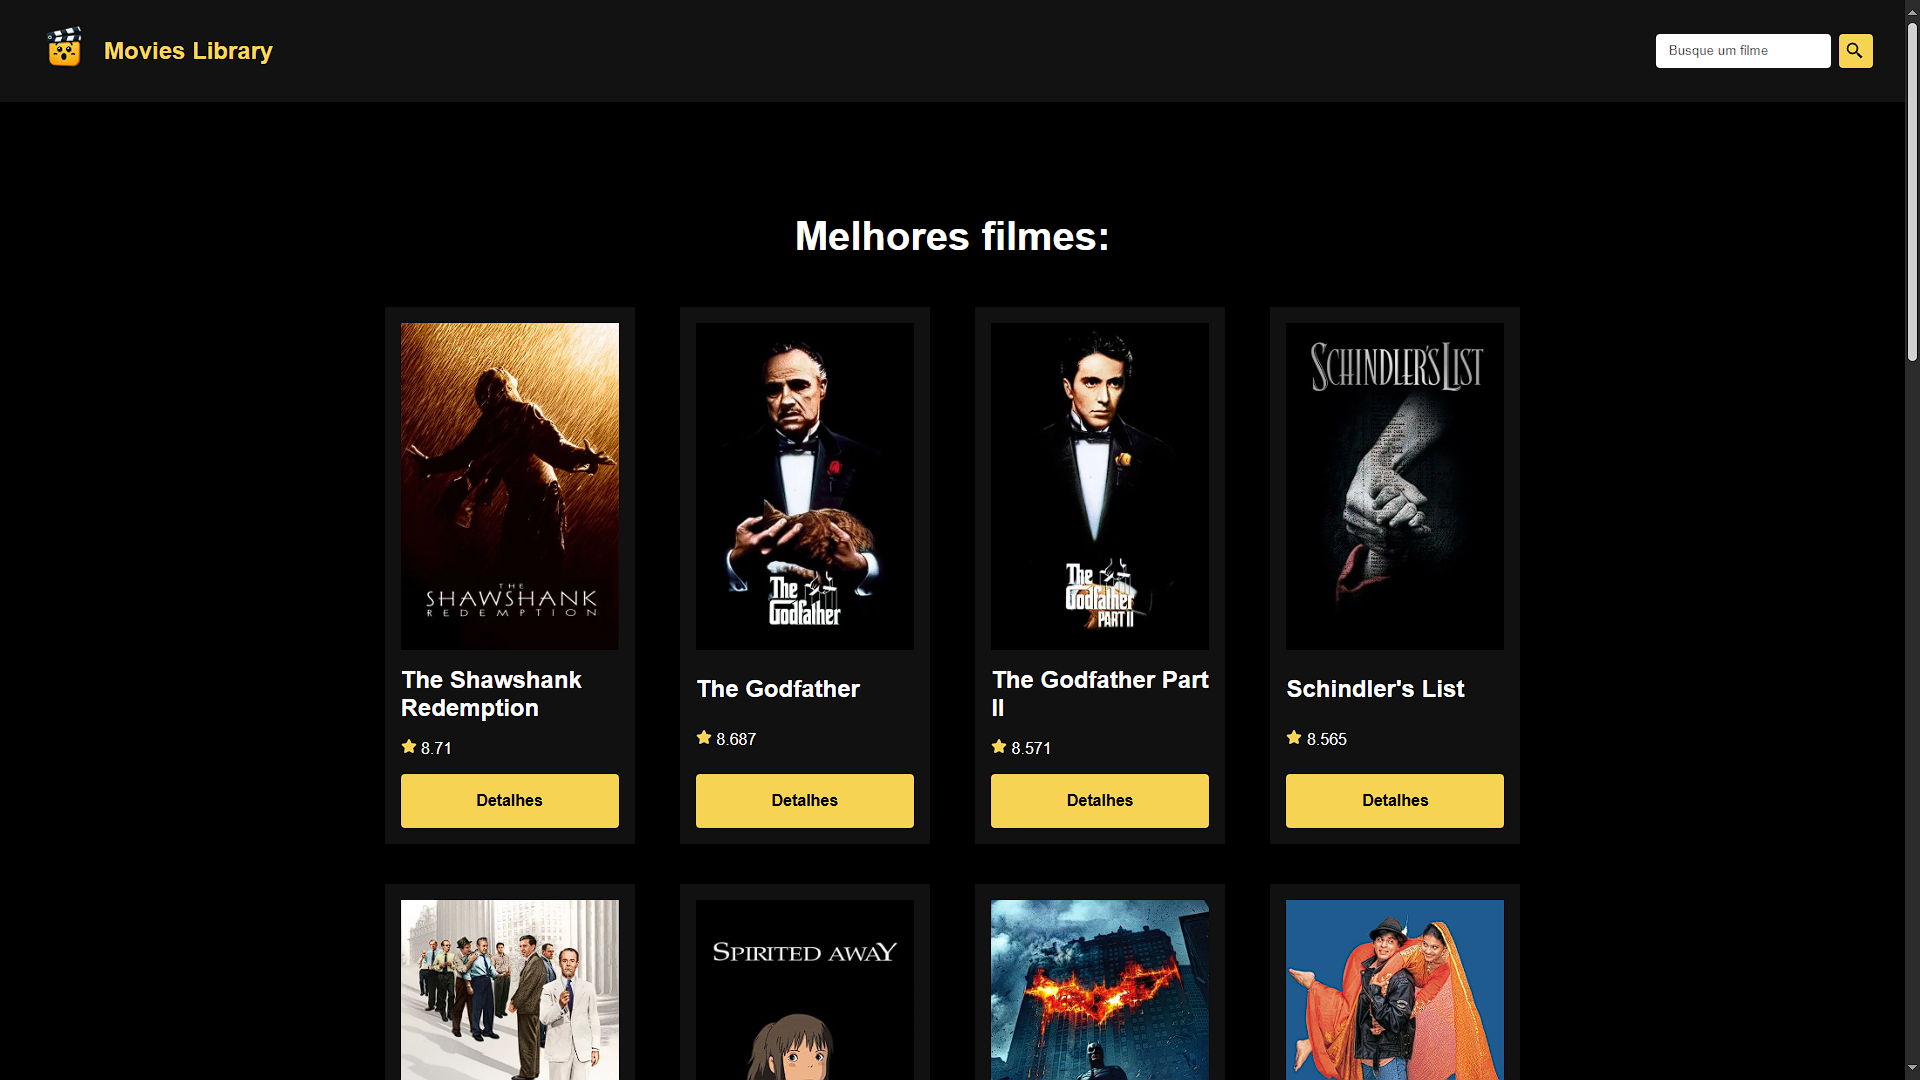 Movies Library
Busque um filme
Melhores filmes:
THE
SHAWSHANK
REDEMPTION
The
Godfather
The
Godfather
PART II
SCHINDLER'S LIST
The Shawshank
Redemption
The Godfather
The Godfather Part
II
Schindler's List
8.71
8.687
8.571
8.565
Detalhes
Detalhes
Detalhes
Detalhes
SPIRITED AWAY